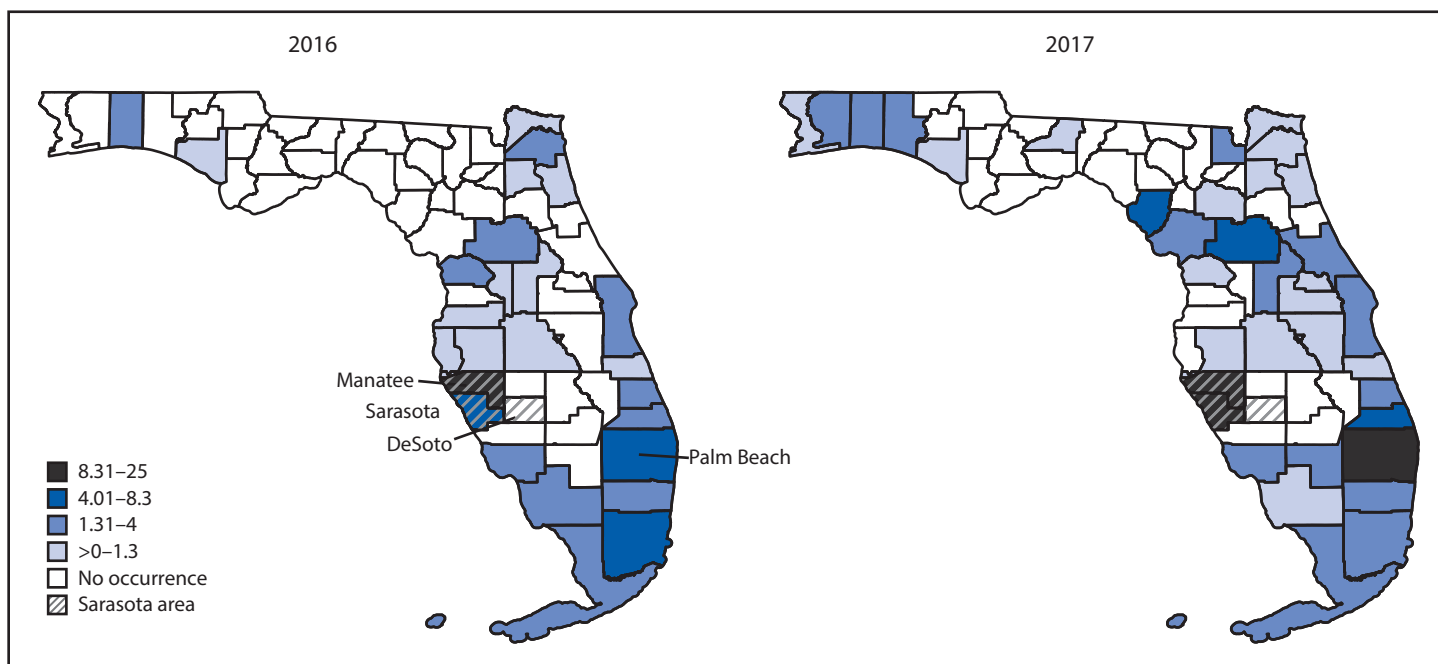 2016
2017
Manatee
Sarasota
DeSoto
Palm Beach
8.31–25
4.01–8.3
1.31–4
>0–1.3
No occurrence
Sarasota area